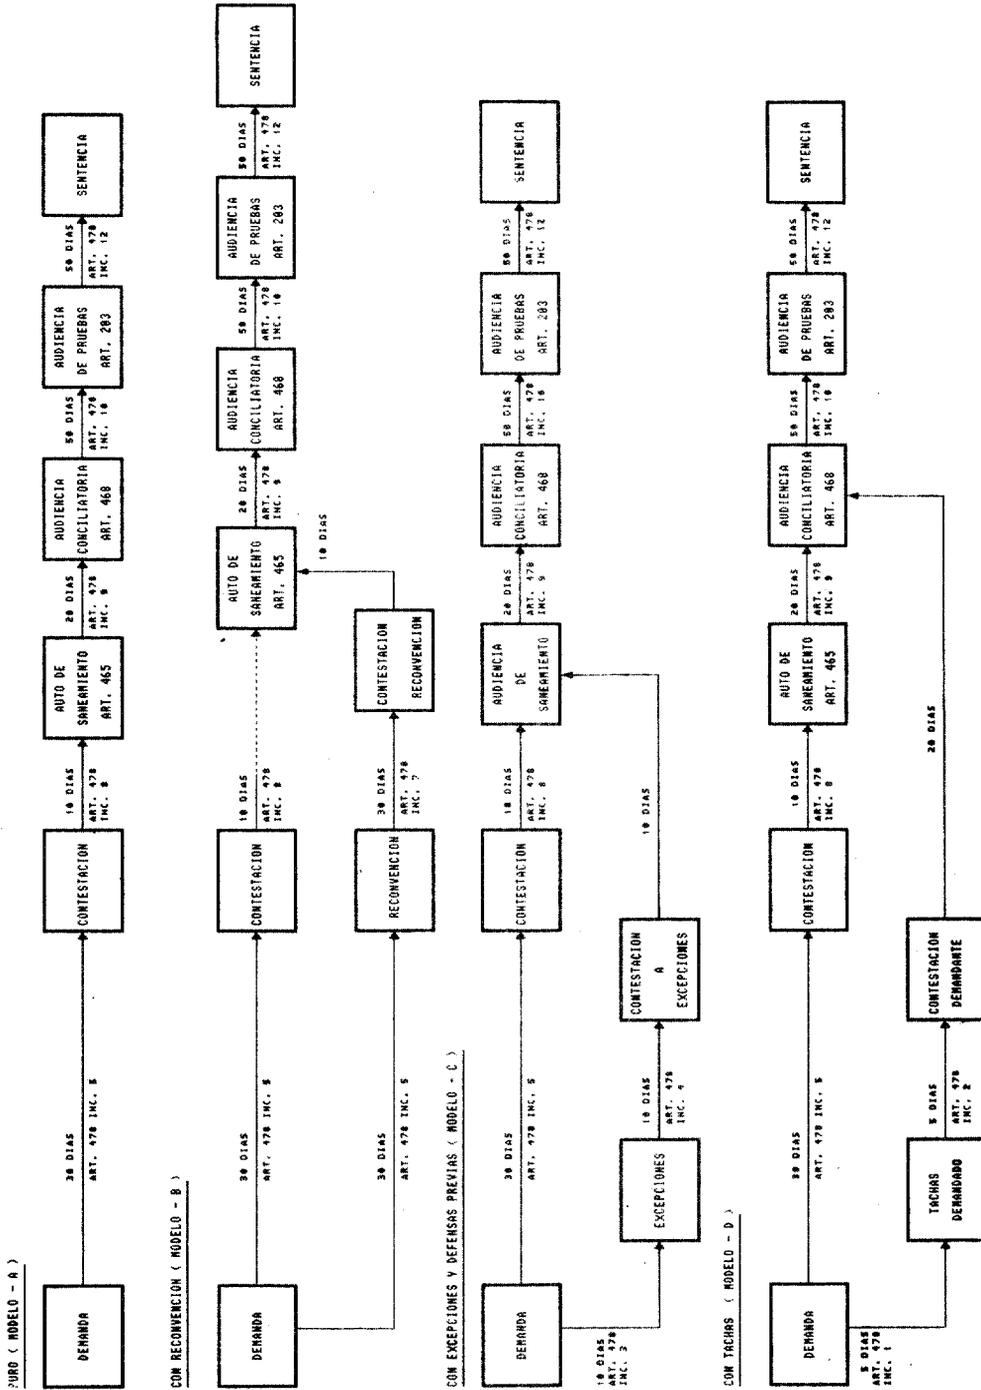 PURO ( MODELO - A )
DEMANDA
30 DIAS
ART. 478 INC. 5
CONTESTACION
10 DIAS
ART. 478
INC. 8
AUTO DE
SANEAMIENTO
ART. 465
20 DIAS
ART. 478
INC. 9
AUDIENCIA
CONCILIATORIA
ART. 468
50 DIAS
ART. 478
INC. 10
AUDIENCIA
DE PRUEBAS
ART. 203
50 DIAS
ART. 478
INC. 12
SENTENCIA
CON RECONVENCION ( MODELO - B )
DEMANDA
30 DIAS
ART. 478 INC. 5
CONTESTACION
10 DIAS
ART. 478
INC. 8
AUTO DE
SANEAMIENTO
ART. 465
20 DIAS
ART. 478
INC. 9
AUDIENCIA
CONCILIATORIA
ART. 468
50 DIAS
ART. 478
INC. 10
AUDIENCIA
DE PRUEBAS
ART. 203
50 DIAS
ART. 478
INC. 12
SENTENCIA
30 DIAS
ART. 478 INC. 5
RECONVENCION
30 DIAS
ART. 478
INC. 7
CONTESTACION
RECONVENCION
10 DIAS
CON EXCEPCIONES Y DEFENSAS PREVIAS ( MODELO - C )
DEMANDA
30 DIAS
ART. 478 INC. 5
CONTESTACION
10 DIAS
ART. 478
INC. 8
AUDIENCIA
DE
SANEAMIENTO
20 DIAS
ART. 478
INC. 9
AUDIENCIA
CONCILIATORIA
ART. 468
50 DIAS
ART. 478
INC. 10
AUDIENCIA
DE PRUEBAS
ART. 203
50 DIAS
ART. 478
INC. 12
SENTENCIA
10 DIAS
ART. 478
INC. 3
EXCEPCIONES
10 DIAS
ART. 478
INC. 4
CONTESTACION
A
EXCEPCIONES
10 DIAS
CON TACHAS ( MODELO - D )
DEMANDA
30 DIAS
ART. 478 INC. 5
CONTESTACION
10 DIAS
ART. 478
INC. 8
AUTO DE
SANEAMIENTO
ART. 465
20 DIAS
ART. 478
INC. 9
AUDIENCIA
CONCILIATORIA
ART. 468
50 DIAS
ART. 478
INC. 10
AUDIENCIA
DE PRUEBAS
ART. 203
50 DIAS
ART. 478
INC. 12
SENTENCIA
5 DIAS
ART. 478
INC. 1
TACHAS
DEMANDADO
5 DIAS
ART. 478
INC. 2
CONTESTACION
DEMANDANTE
20 DIAS